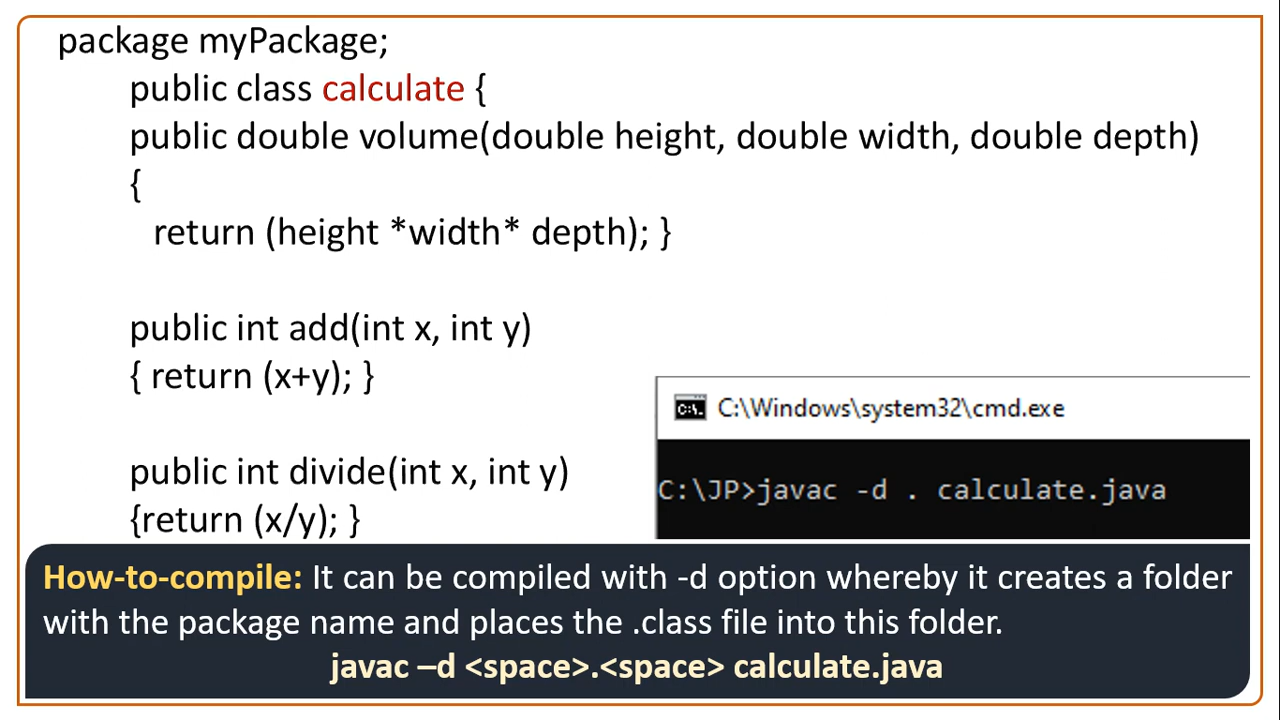 package myPackage;
public class calculate {
public double volume(double height, double width, double depth)
{
return (height *width* depth); }
public int add(int x, int y)
{ return (x+y); }
public int divide(int x, int y)
{return (x/y); }
C:\Windows\system32\cmd.exe
C:\JP>javac -d . calculate.java
How-to-compile: It can be compiled with -d option whereby it creates a folder
with the package name and places the .class file into this folder.
javac –d <space>.<space> calculate.java